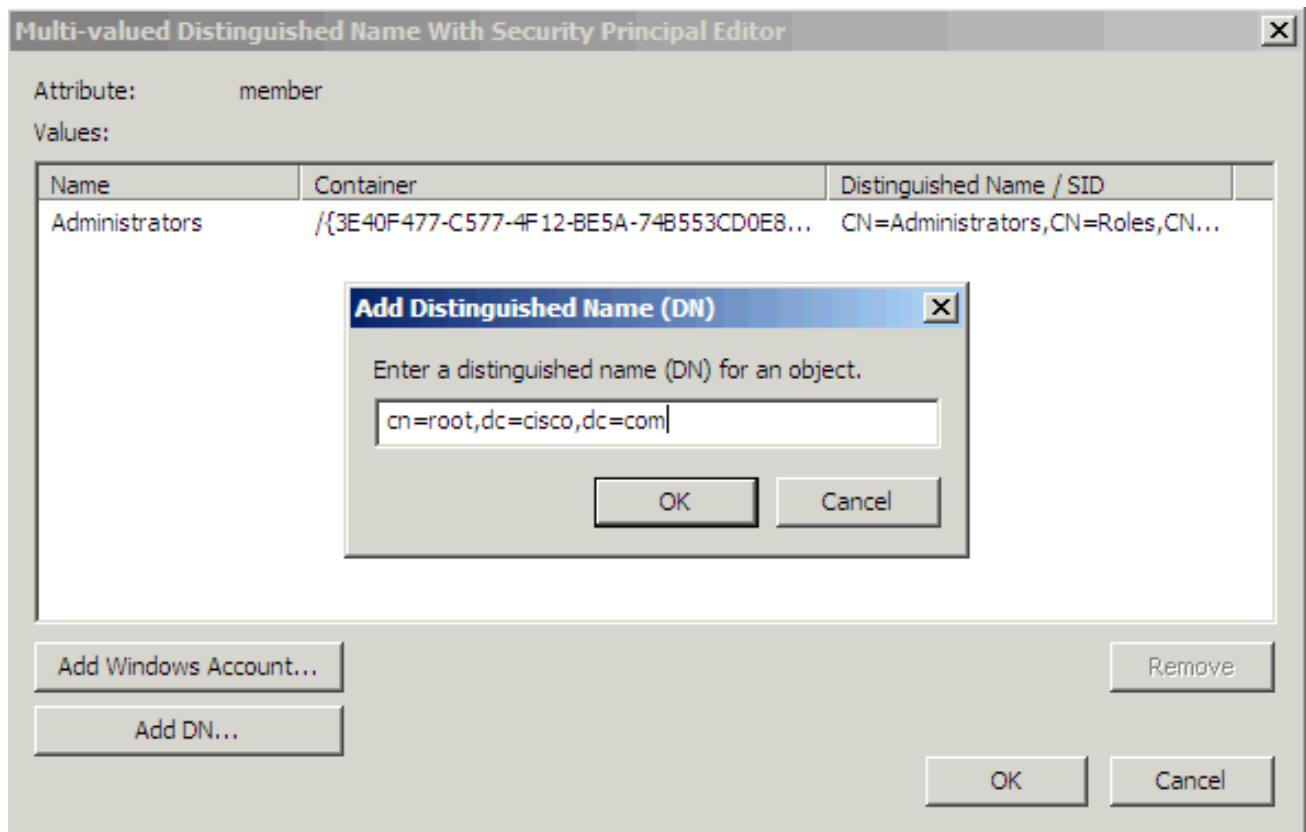 Multi-valued Distinguished Name With Security Principal Editor
Attribute: member
Values:
Name Container Distinguished Name / SID
Administrators /{3E40F477-C577-4F12-BE5A-74B553CD0E8... CN=Administrators,CN=Roles,CN...
Add Distinguished Name (DN)
Enter a distinguished name (DN) for an object.
cn=root,dc=cisco,dc=com
OK Cancel
Add Windows Account... Remove
Add DN...
OK Cancel